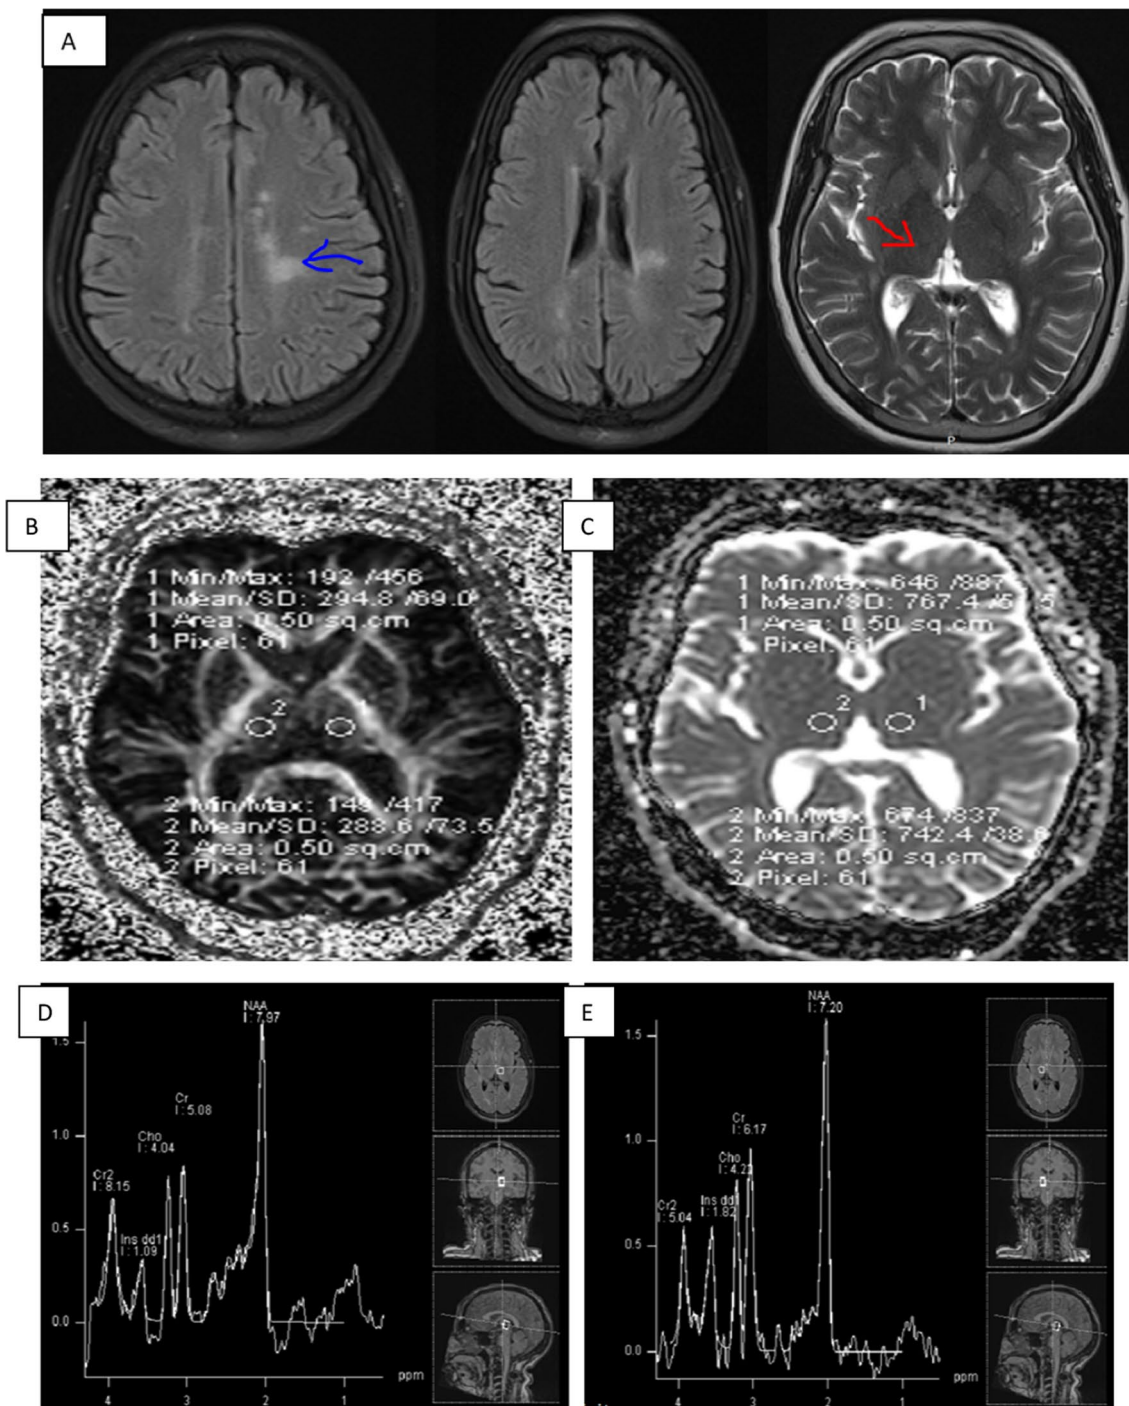 A
P
B
1 Min/Max: 192 /456
1 Mean/SD: 294.8 /69.0
1 Area: 0.50 sq.cm
1 Pixel: 61
2
2 Min/Max: 149 /417
2 Mean/SD: 288.6 /73.5
2 Area: 0.50 sq.cm
2 Pixel: 61
C
1 Min/Max: 646 /887
1 Mean/SD: 767.4
1 Area: 0.50 sq.cm
Pixel: 61
2 1
2 Min/Max: 674 /837
2 Mean/SD: 742.4 /38.6
2 Area: 0.50 sq.cm
2 Pixel: 61
D
NAA
I: 7.97
1.5
Cr
I: 5.08
1.0
Cho
I: 4.04
Cr2
I: 8.15
0.5
Ins dd1
I: 1.09
0.0
ppm
4 3 2 1
E
NAA
I: 7.20
1.5
Cr
I: 6.17
1.0
Cho
Ins dd1
I: 1.82
Cr2
I: 5.04
0.5
0.0
ppm
4 3 2 1